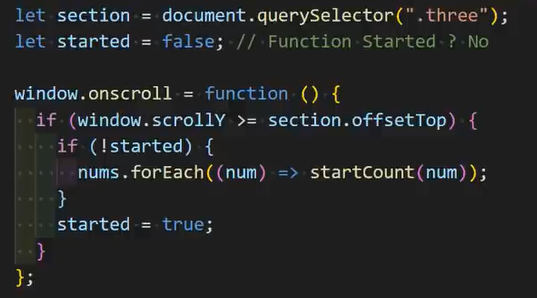 let section = document.querySelector(".three");
let started = false; // Function Started ? No
window.onscroll = function () {
if (window.scrollY >= section.offsetTop) {
if (!started) {
nums.forEach((num) => startCount(num));
}
started = true;
}
};